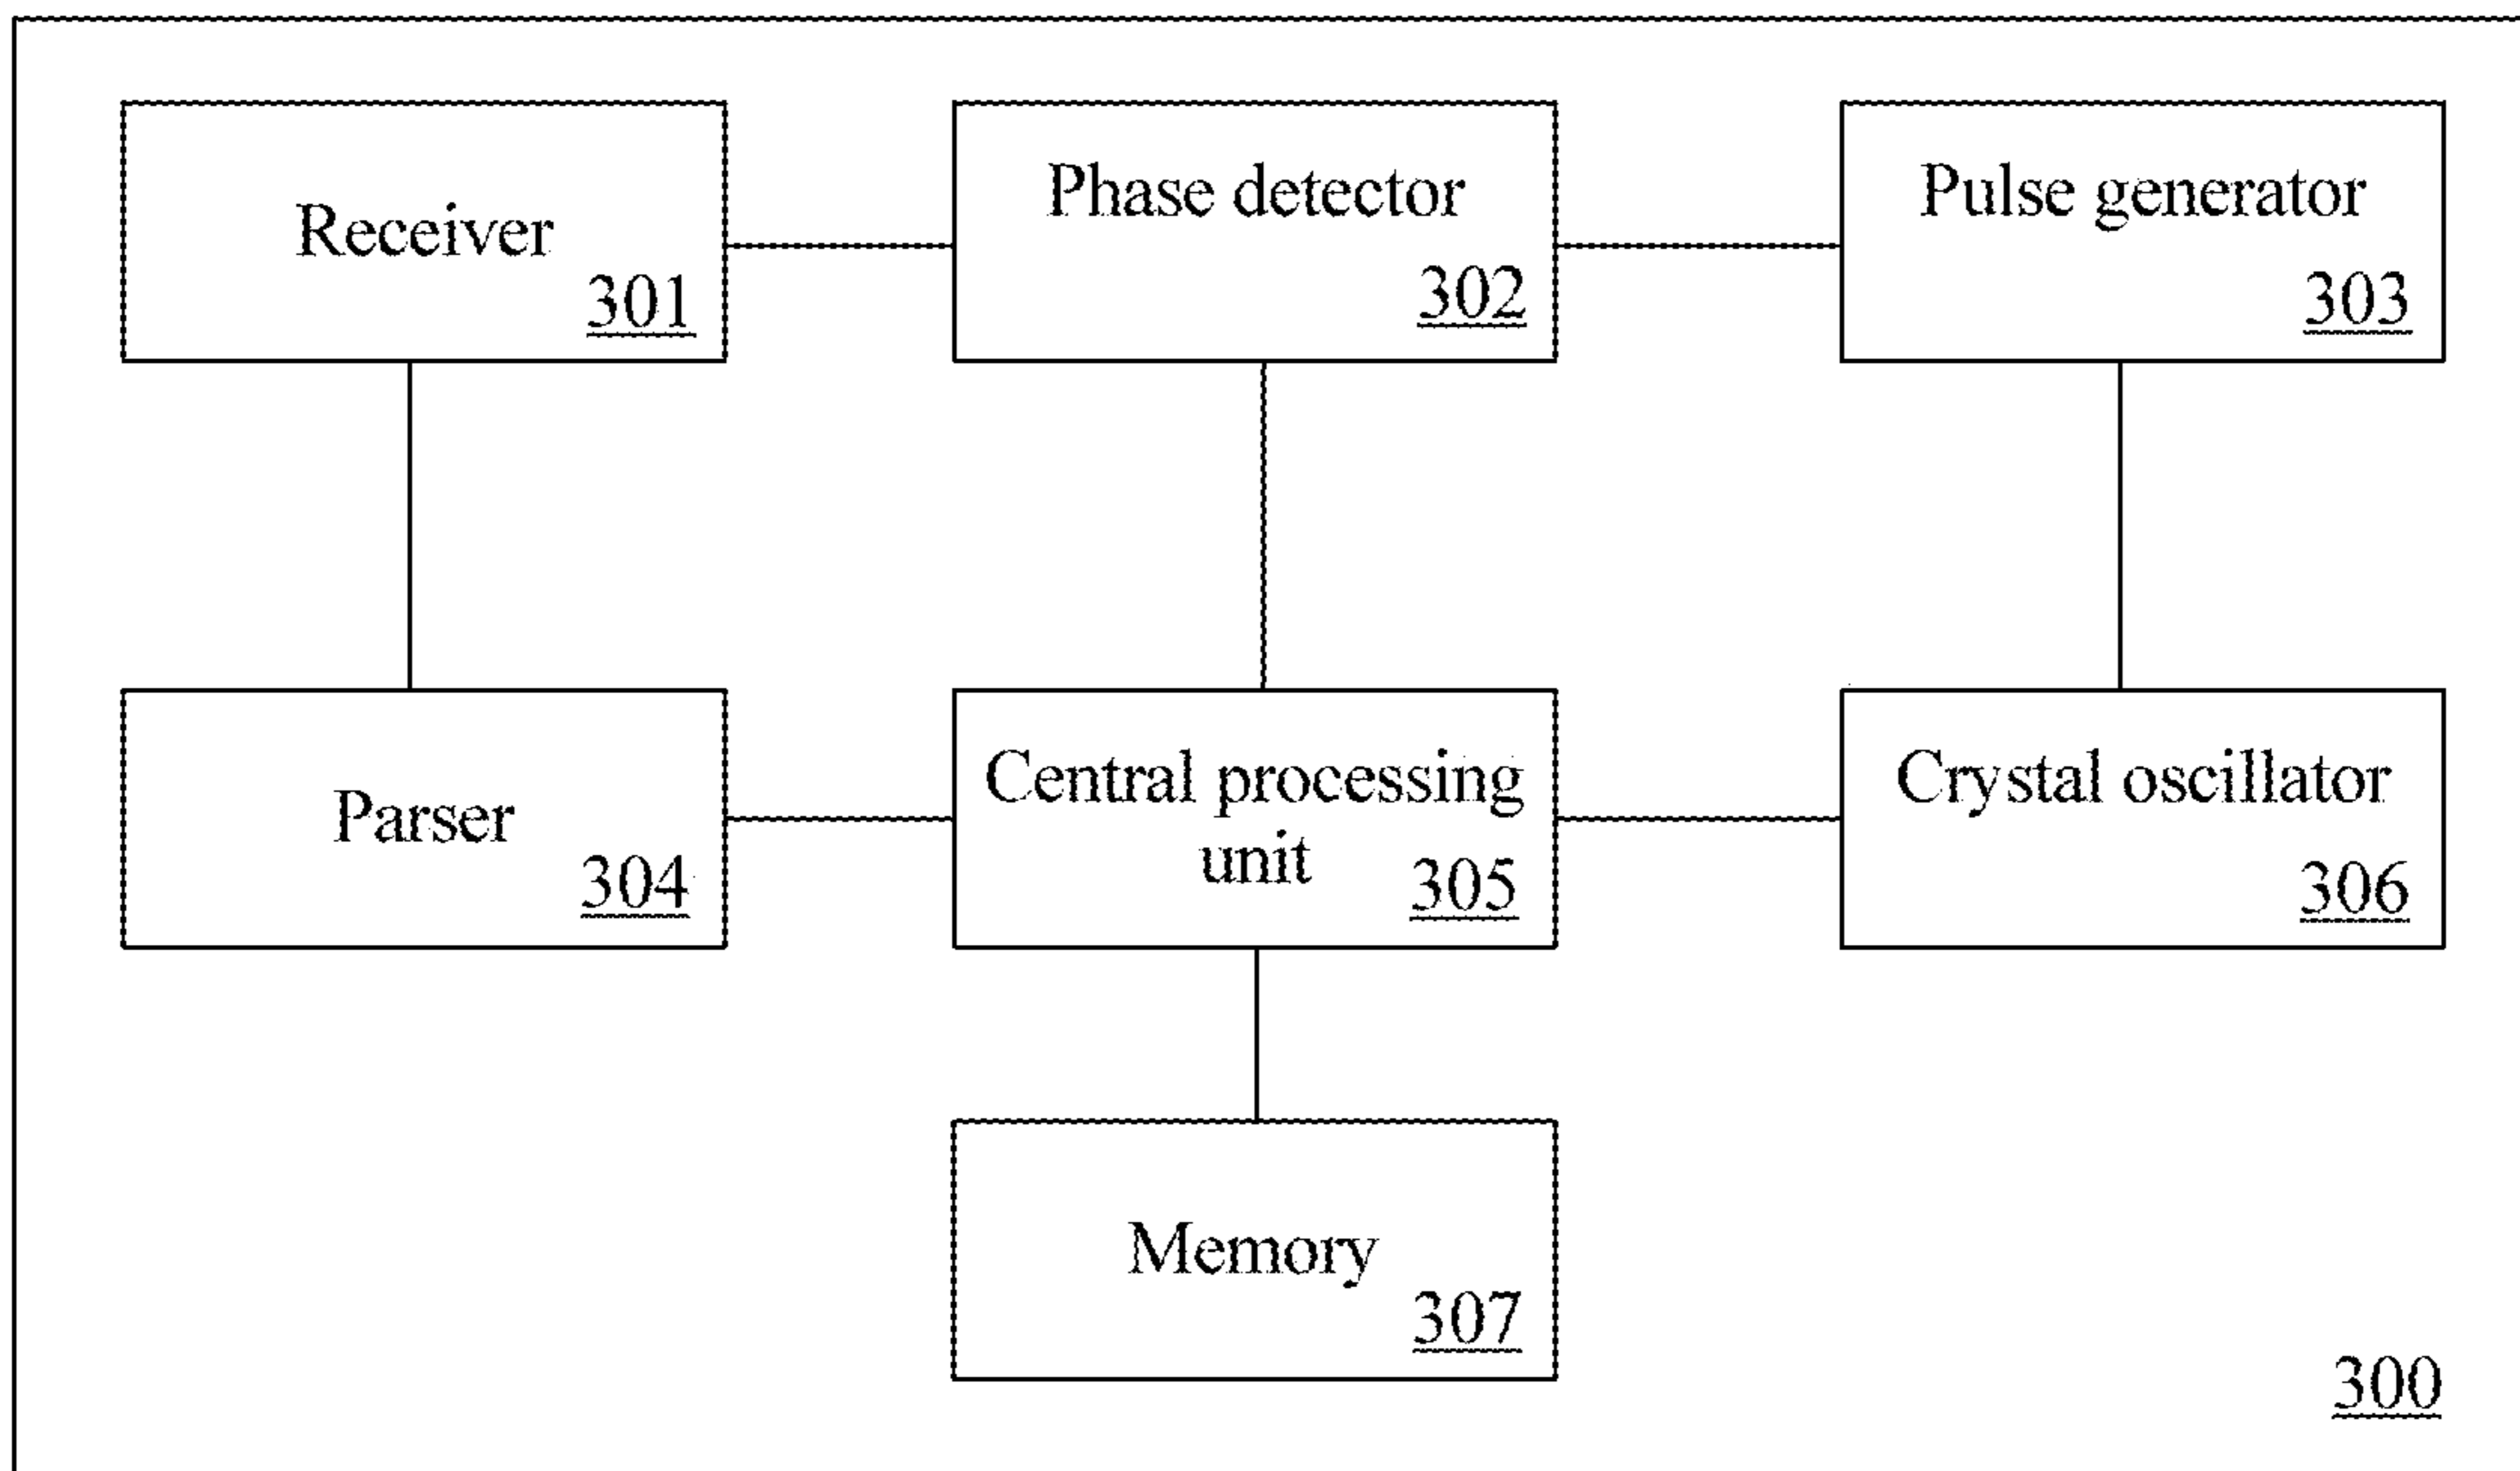 Receiver
301
Phase detector
302
Pulse generator
303
Parser
304
Central processing
unit
305
Crystal oscillator
306
Memory
307
300